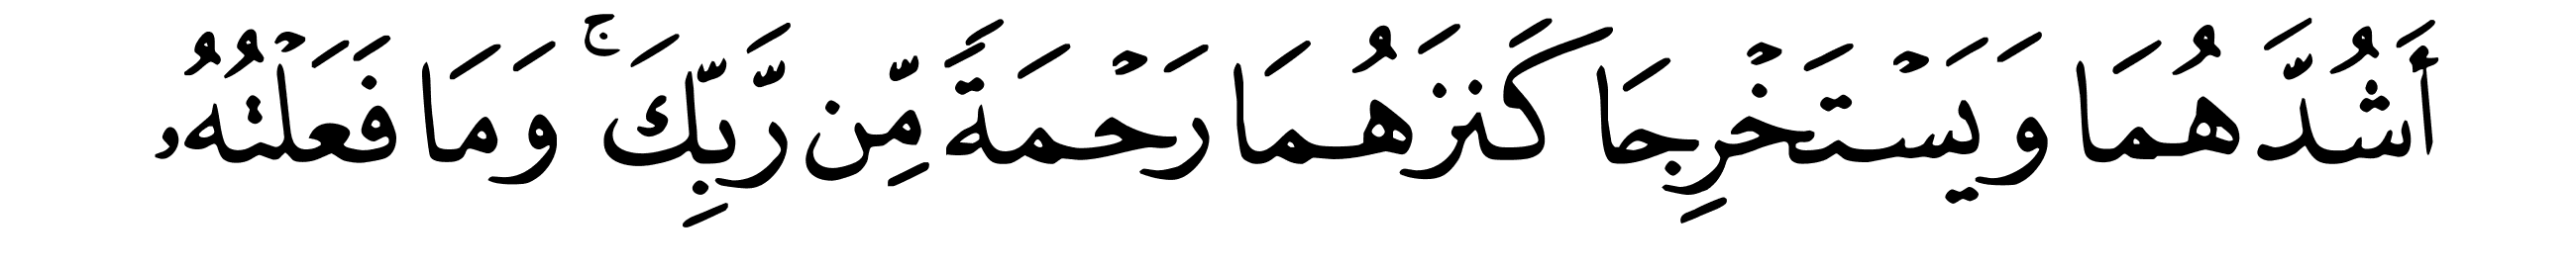 أَشُدَّهُمَا وَيَسۡتَخۡرِجَا كَنزَهُمَا رَحۡمَةٗ مِّن رَّبِّكَۚ وَمَا فَعَلۡتُهُۥ